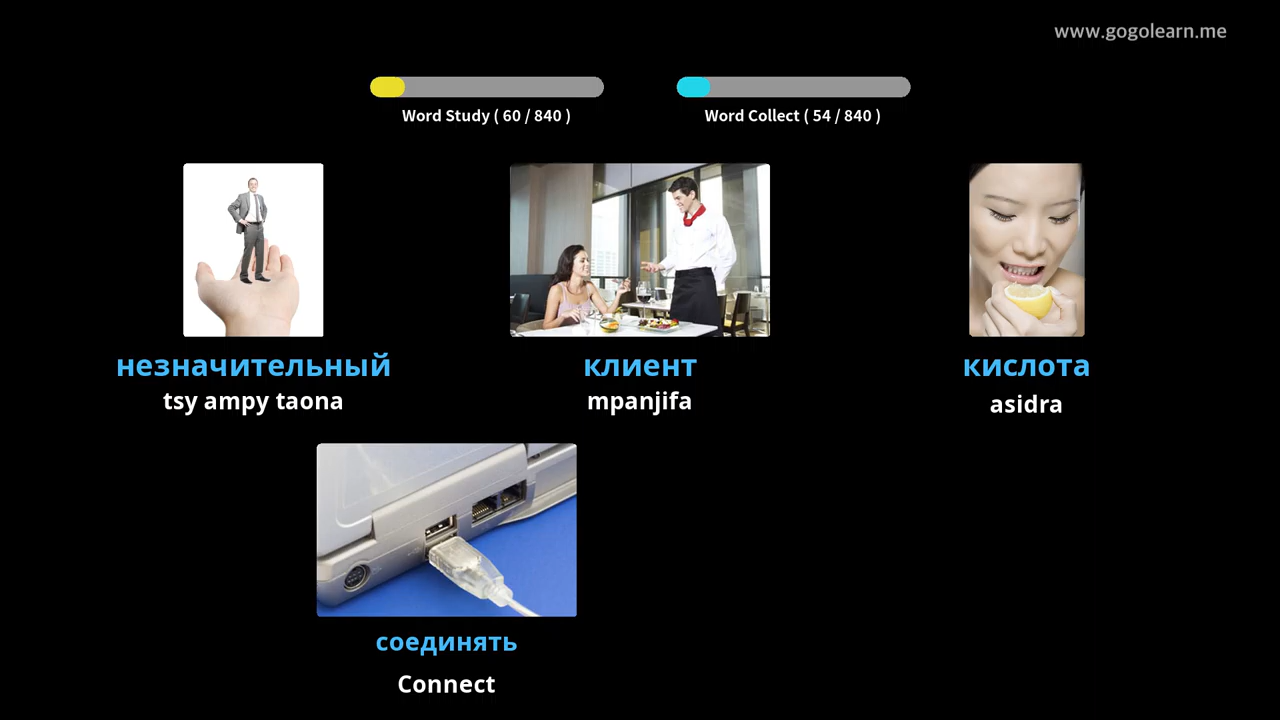 www.gogolearn.me
Word Study ( 60 / 840 )
Word Collect ( 54 / 840 )
незначительный
tsy ampy taona
клиент
mpanjifa
кислота
asidra
соединять
Connect